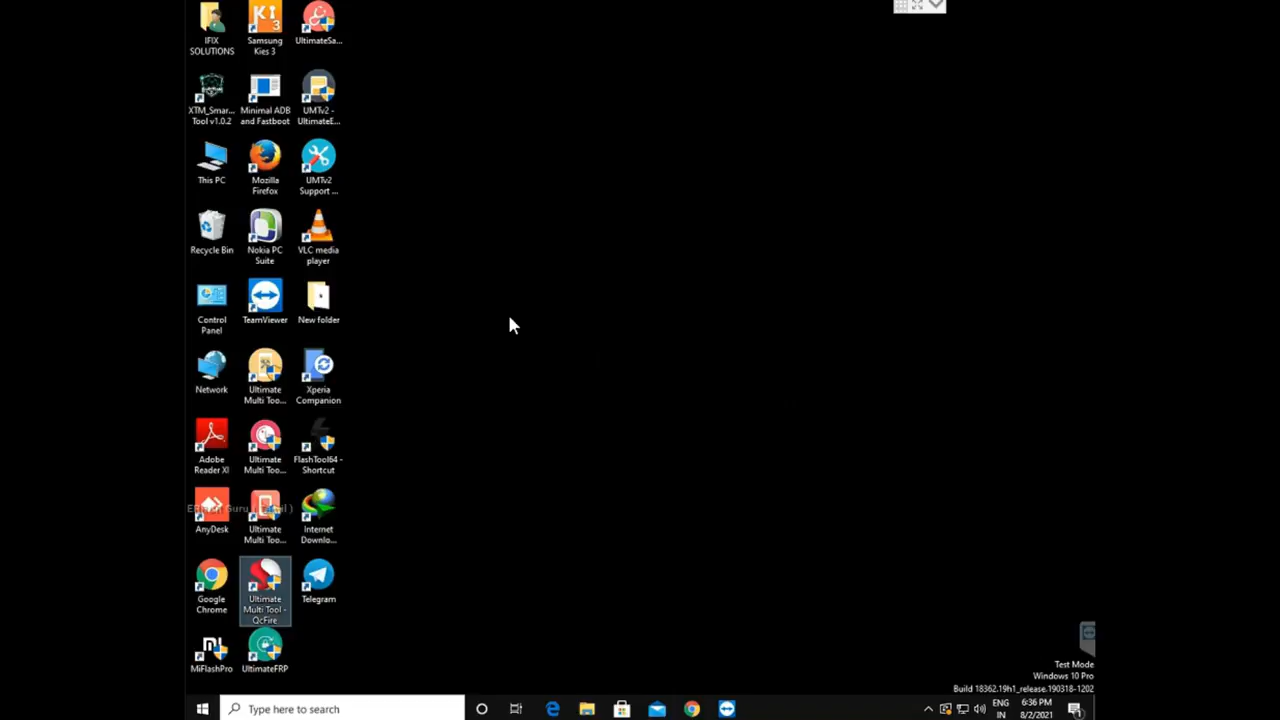 IFIX
SOLUTIONS
Samsung
Kies 3
UltimateSa...
XTM_Smar...
Tool v1.0.2
Minimal ADB
and Fastboot
UMTv2 -
UltimateE...
This PC
Mozilla
Firefox
UMTv2
Support ...
Recycle Bin
Nokia PC
Suite
VLC media
player
Control
Panel
TeamViewer
New folder
Network
Ultimate
Multi Too...
Xperia
Companion
Adobe
Reader XI
Ultimate
Multi Too...
FlashTool64 -
Shortcut
AnyDesk
Ultimate
Multi Too...
Internet
Downlo...
Google
Chrome
Ultimate
Multi Tool -
QcFire
Telegram
MiFlashPro
UltimateFRP
Test Mode
Windows 10 Pro
Build 18362.19h1_release.190318-1202
Type here to search
ENG
IN
6:36 PM
8/2/2021